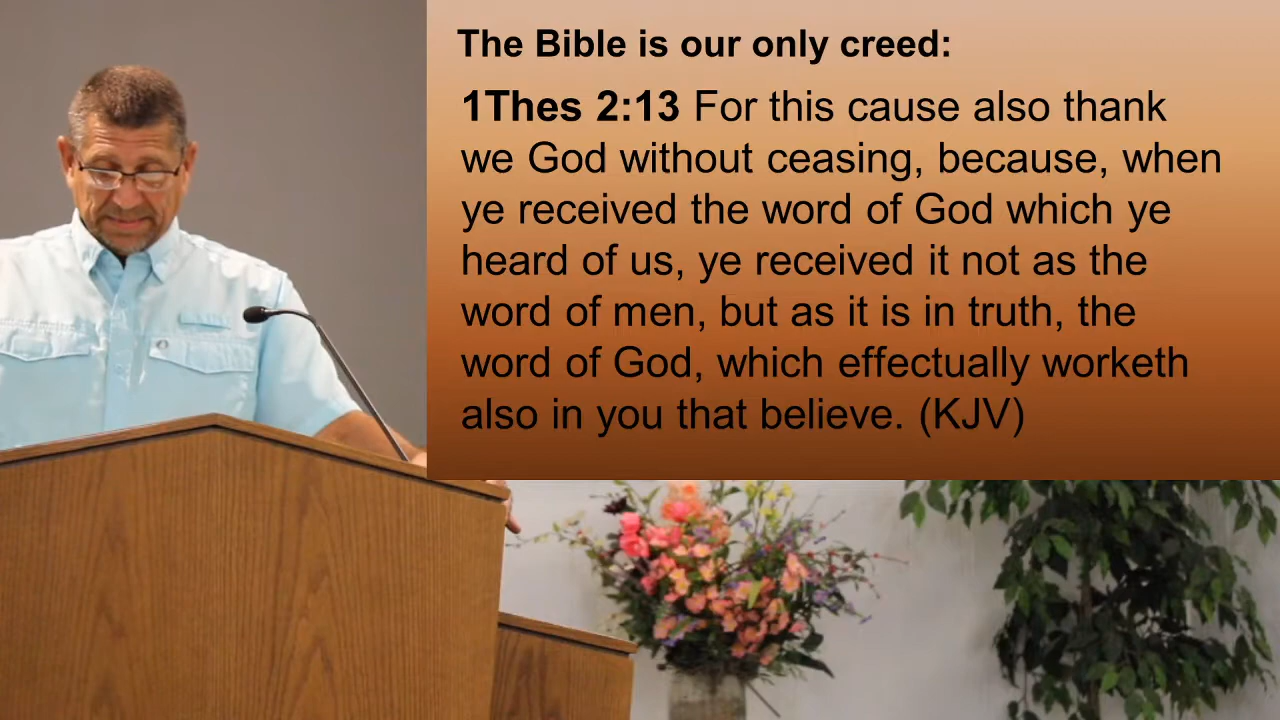 The Bible is our only creed:
1Thes 2:13 For this cause also thank
we God without ceasing, because, when
ye received the word of God which ye
heard of us, ye received it not as the
word of men, but as it is in truth, the
word of God, which effectually worketh
also in you that believe. (KJV)